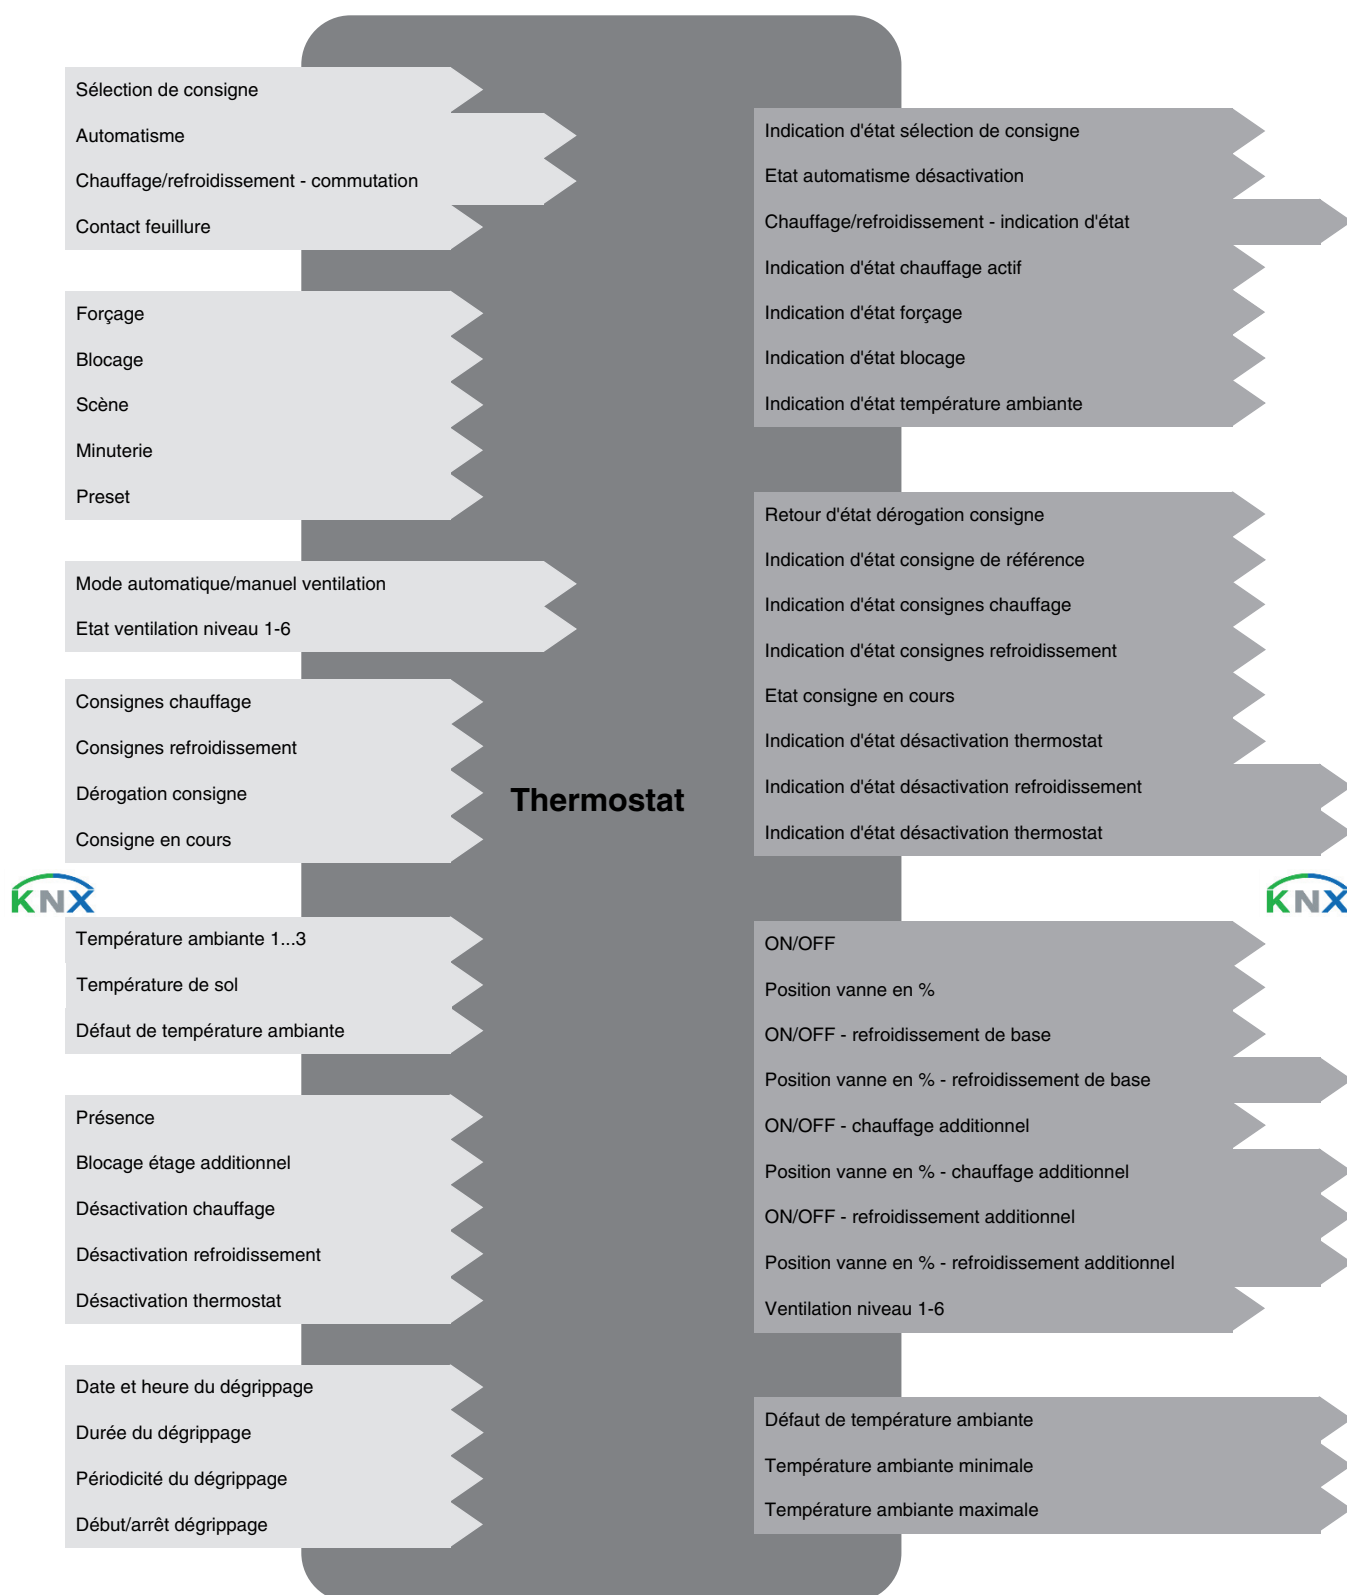 Sélection de consigne
Automatisme
Chauffage/refroidissement - commutation
Contact feuillure
Forçage
Blocage
Scène
Minuterie
Preset
Mode automatique/manuel ventilation
Etat ventilation niveau 1-6
Consignes chauffage
Consignes refroidissement
Dérogation consigne
Consigne en cours
KNX
Température ambiante 1...3
Température de sol
Défaut de température ambiante
Présence
Blocage étage additionnel
Désactivation chauffage
Désactivation refroidissement
Désactivation thermostat
Date et heure du dégrippage
Durée du dégrippage
Périodicité du dégrippage
Début/arrêt dégrippage
Thermostat
Indication d'état sélection de consigne
Etat automatisme désactivation
Chauffage/refroidissement - indication d'état
Indication d'état chauffage actif
Indication d'état forçage
Indication d'état blocage
Indication d'état température ambiante
Retour d'état dérogation consigne
Indication d'état consigne de référence
Indication d'état consignes chauffage
Indication d'état consignes refroidissement
Etat consigne en cours
Indication d'état désactivation thermostat
Indication d'état désactivation refroidissement
Indication d'état désactivation thermostat
KNX
ON/OFF
Position vanne en %
ON/OFF - refroidissement de base
Position vanne en % - refroidissement de base
ON/OFF - chauffage additionnel
Position vanne en % - chauffage additionnel
ON/OFF - refroidissement additionnel
Position vanne en % - refroidissement additionnel
Ventilation niveau 1-6
Défaut de température ambiante
Température ambiante minimale
Température ambiante maximale